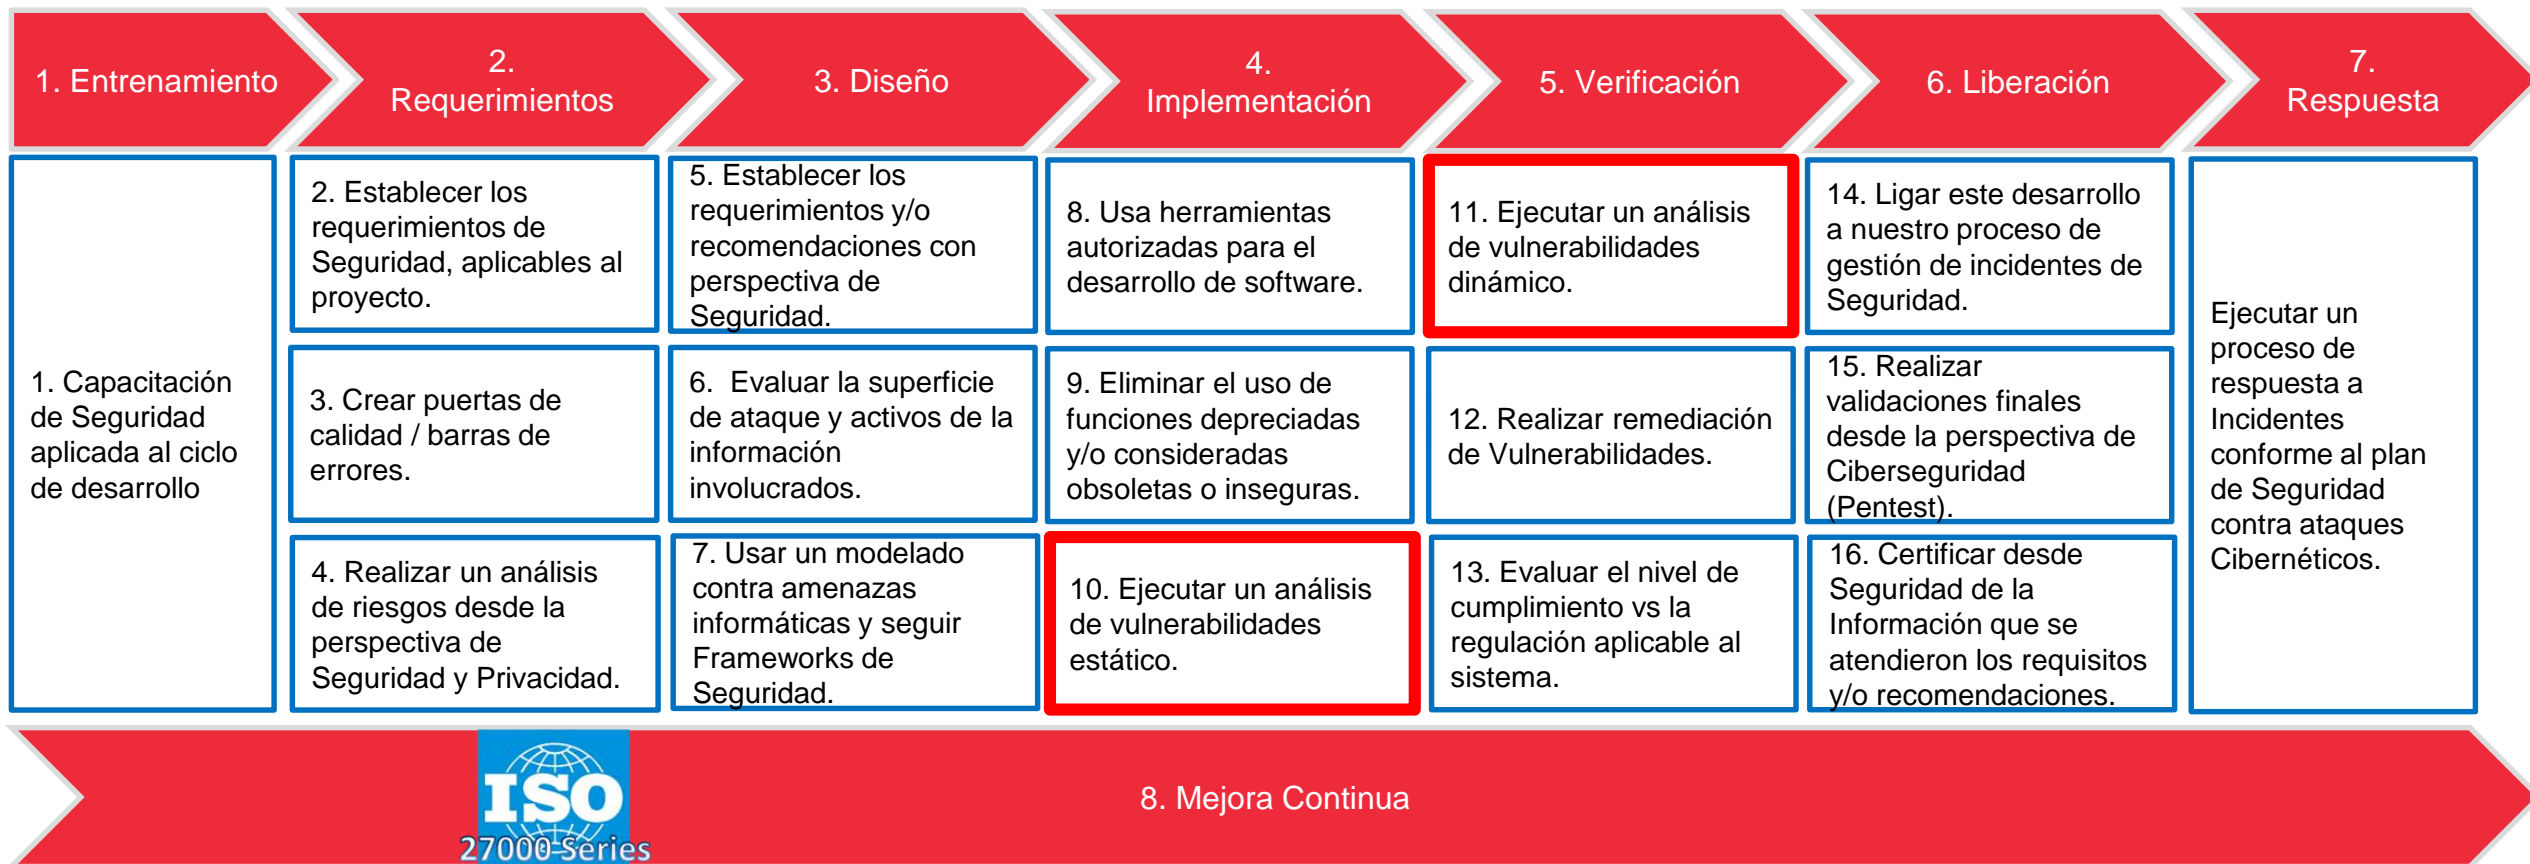 1. Entrenamiento
2.
Requerimientos
3. Diseño
4.
Implementación
5. Verificación
6. Liberación
7.
Respuesta
1. Capacitación
de Seguridad
aplicada al ciclo
de desarrollo
2. Establecer los
requerimientos de
Seguridad, aplicables al
proyecto.
3. Crear puertas de
calidad / barras de
errores.
4. Realizar un análisis
de riesgos desde la
perspectiva de
Seguridad y Privacidad.
5. Establecer los
requerimientos y/o
recomendaciones con
perspectiva de
Seguridad.
6. Evaluar la superficie
de ataque y activos de la
información
involucrados.
7. Usar un modelado
contra amenazas
informáticas y seguir
Frameworks de
Seguridad.
8. Usa herramientas
autorizadas para el
desarrollo de software.
9. Eliminar el uso de
funciones depreciadas
y/o consideradas
obsoletas o inseguras.
10. Ejecutar un análisis
de vulnerabilidades
estático.
11. Ejecutar un análisis
de vulnerabilidades
dinámico.
12. Realizar remediación
de Vulnerabilidades.
13. Evaluar el nivel de
cumplimiento vs la
regulación aplicable al
sistema.
14. Ligar este desarrollo
a nuestro proceso de
gestión de incidentes de
Seguridad.
15. Realizar
validaciones finales
desde la perspectiva de
Ciberseguridad
(Pentest).
16. Certificar desde
Seguridad de la
Información que se
atendieron los requisitos
y/o recomendaciones.
Ejecutar un
proceso de
respuesta a
Incidentes
conforme al plan
de Seguridad
contra ataques
Cibernéticos.
ISO
27000 Series
8. Mejora Continua